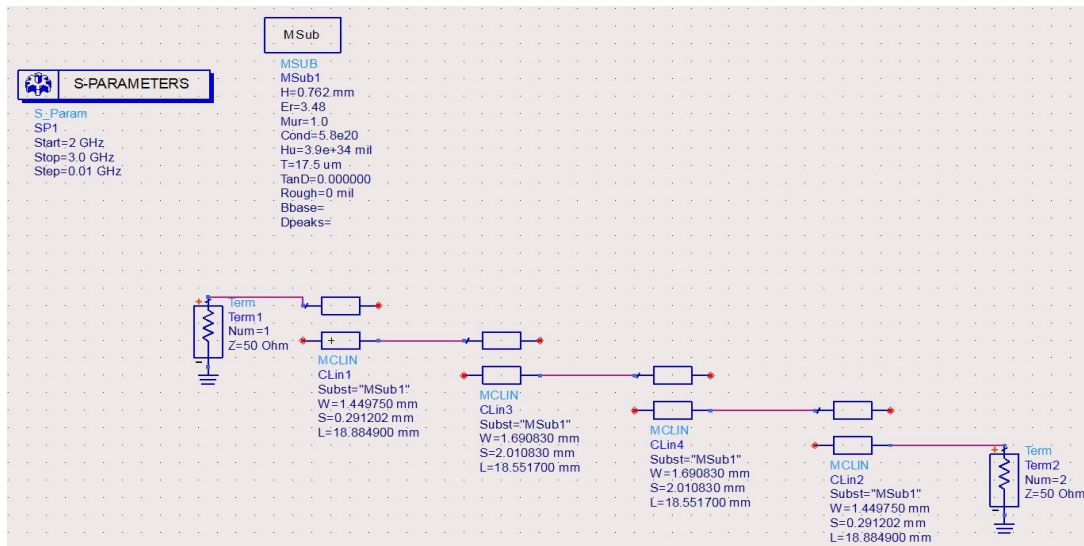 MSub
MSUB
MSub1
H=0.762 mm
Er=3.48
Mur=1.0
Cond=5.8e20
Hu=3.9e+34 mil
T=17.5 um
TanD=0.000000
Rough=0 mil
Bbase=
Dpeaks=
S-PARAMETERS
S_Param
SP1
Start=2 GHz
Stop=3.0 GHz
Step=0.01 GHz
+
Term
Term1
Num=1
Z=50 Ohm
-
+
MCLIN
CLin1
Subst="MSub1"
W=1.449750 mm
S=0.291202 mm
L=18.884900 mm
MCLIN
CLin3
Subst="MSub1"
W=1.690830 mm
S=2.010830 mm
L=18.551700 mm
MCLIN
CLin4
Subst="MSub1"
W=1.690830 mm
S=2.010830 mm
L=18.551700 mm
MCLIN
CLin2
Subst="MSub1"
W=1.449750 mm
S=0.291202 mm
L=18.884900 mm
+
Term
Term2
Num=2
Z=50 Ohm
-